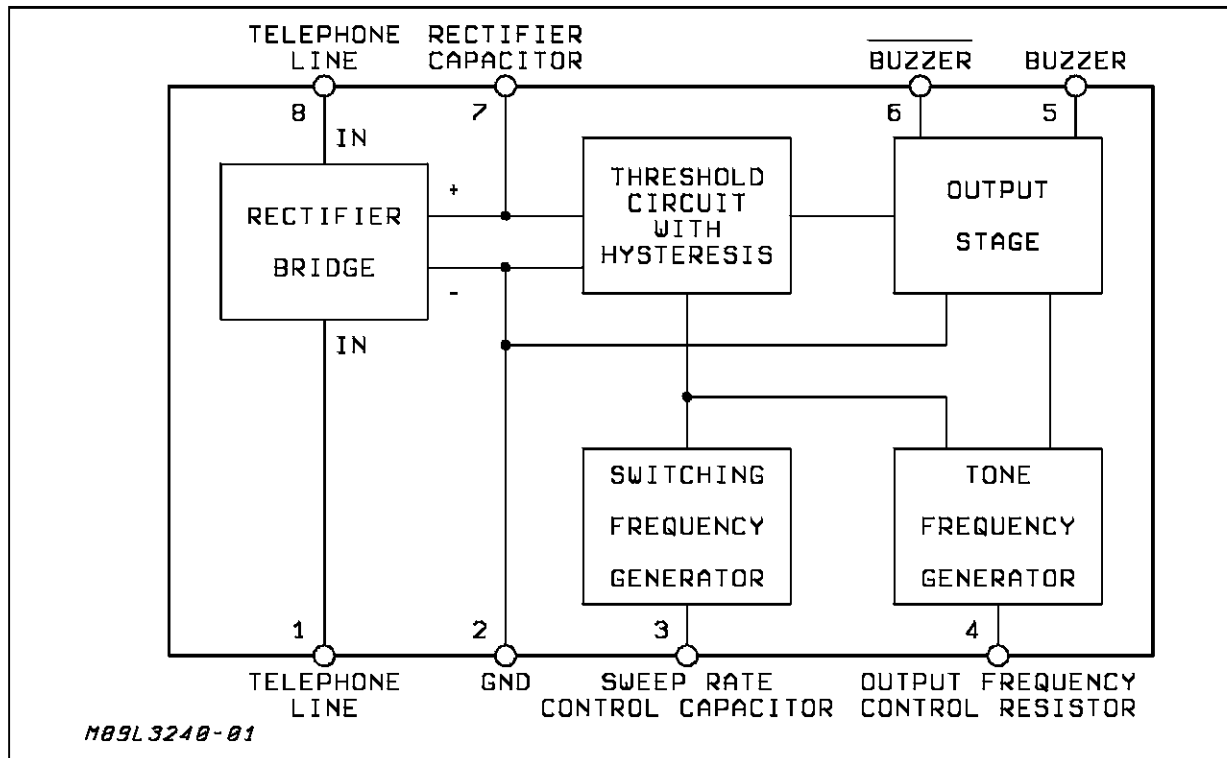 TELEPHONE
LINE
RECTIFIER
CAPACITOR
BUZZER
BUZZER
8
7
6
5
IN
RECTIFIER
BRIDGE
+
-
IN
THRESHOLD
CIRCUIT
WITH
HYSTERESIS
OUTPUT
STAGE
SWITCHING
FREQUENCY
GENERATOR
TONE
FREQUENCY
GENERATOR
1
2
3
4
TELEPHONE
LINE
GND
SWEEP RATE
CONTROL CAPACITOR
OUTPUT FREQUENCY
CONTROL RESISTOR
M89L3240-01